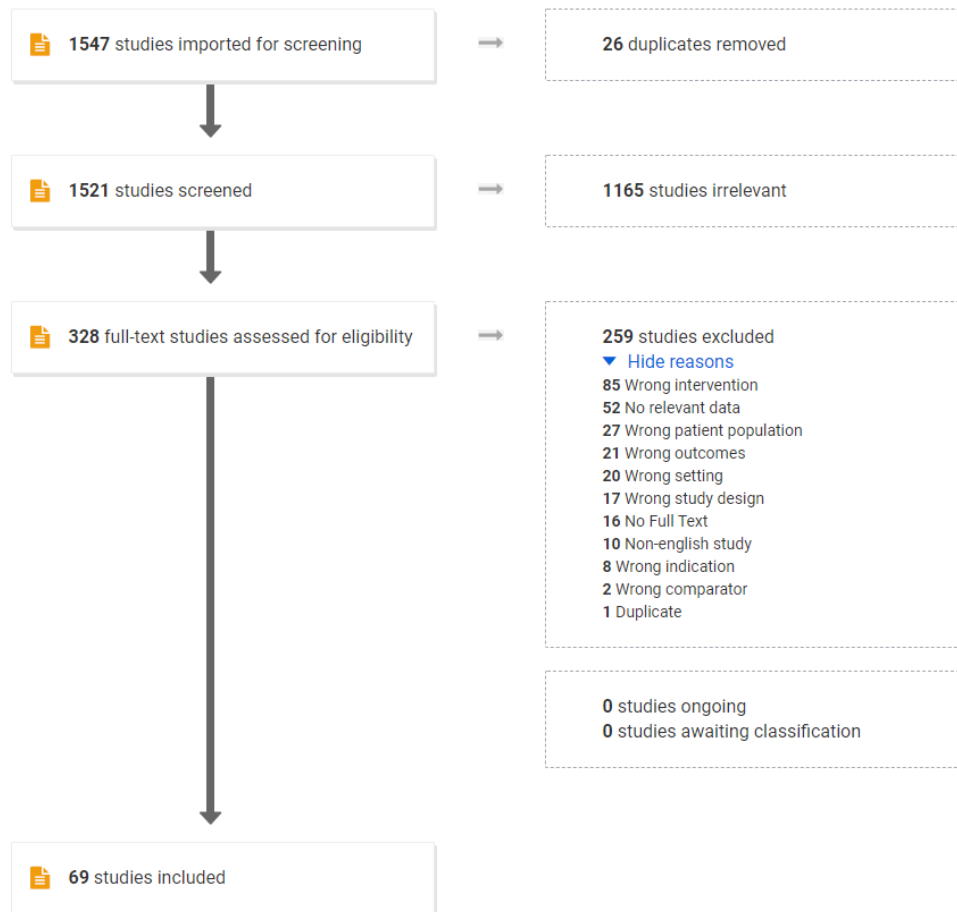 1547 studies imported for screening
26 duplicates removed
1521 studies screened
1165 studies irrelevant
328 full-text studies assessed for eligibility
259 studies excluded
Hide reasons
85 Wrong intervention
52 No relevant data
27 Wrong patient population
21 Wrong outcomes
20 Wrong setting
17 Wrong study design
16 No Full Text
10 Non-english study
8 Wrong indication
2 Wrong comparator
1 Duplicate
0 studies ongoing
0 studies awaiting classification
69 studies included